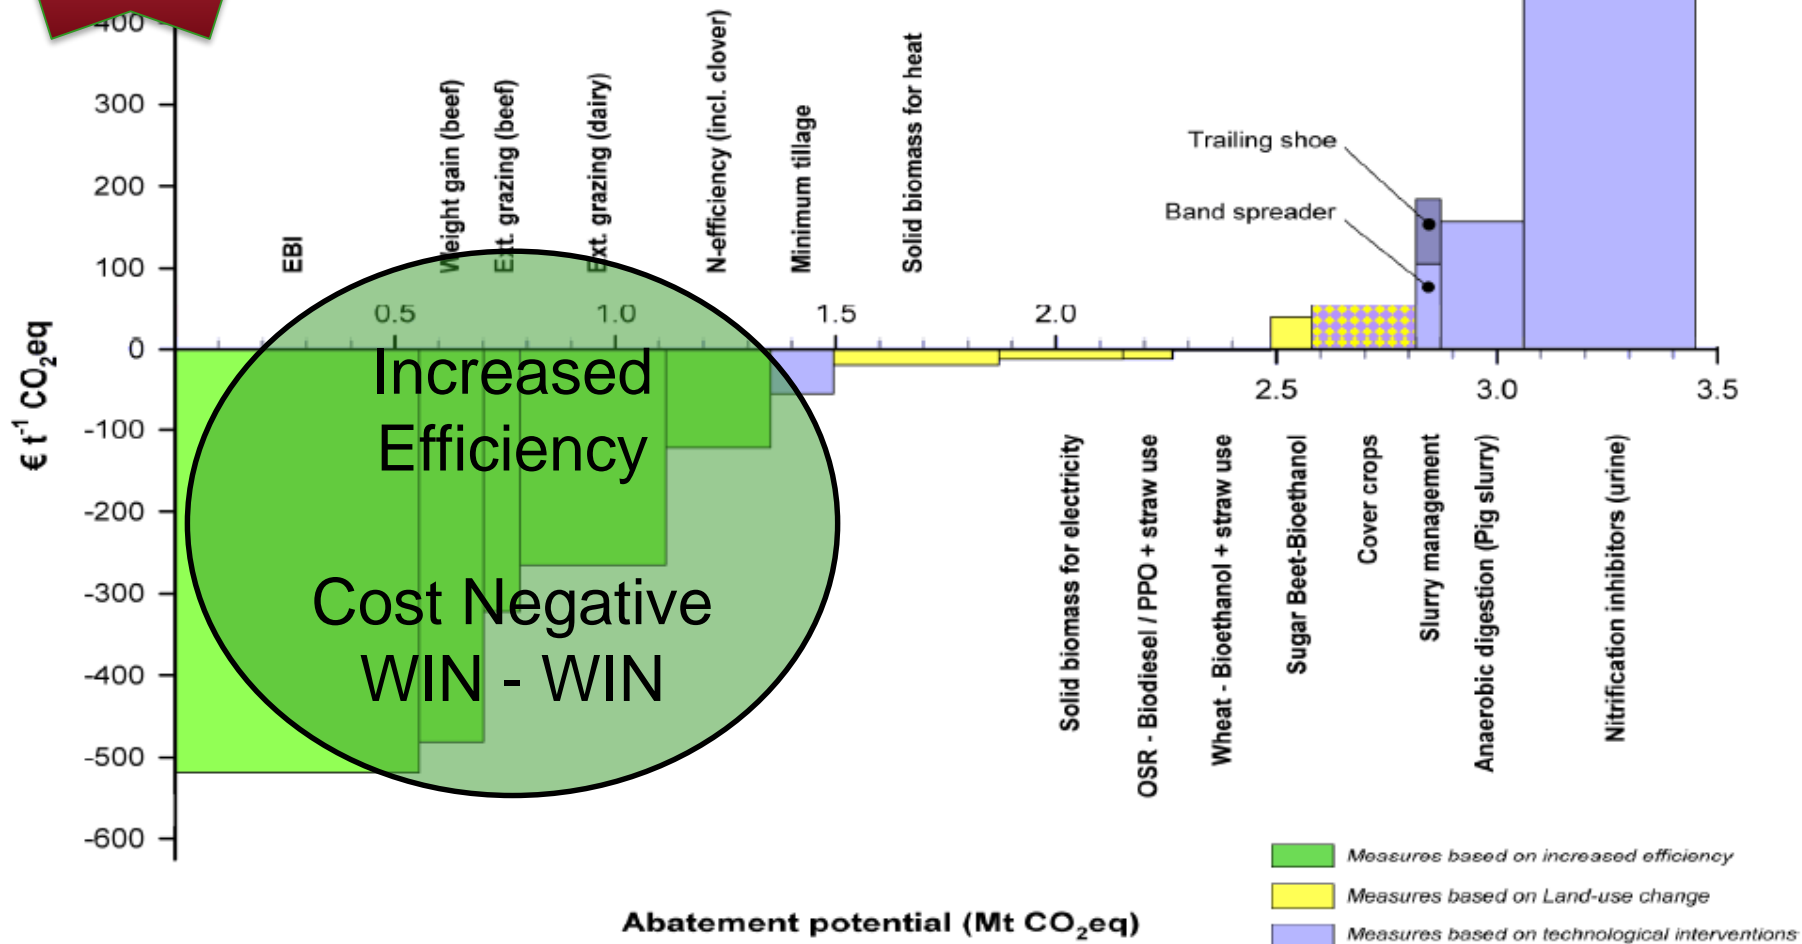 400
300
200
100
0
-100
-200
-300
-400
-500
-600
€ t-1 CO2eq
EBI
Weight gain (beef)
Ext. grazing (beef)
Ext. grazing (dairy)
N-efficiency (incl. clover)
Minimum tillage
Solid biomass for heat
Trailing shoe
Band spreader
0.5
1.0
1.5
2.0
2.5
3.0
3.5
Increased
Efficiency
Cost Negative
WIN - WIN
Solid biomass for electricity
OSR - Biodiesel / PPO + straw use
Wheat - Bioethanol + straw use
Sugar Beet-Bioethanol
Cover crops
Slurry management
Anaerobic digestion (Pig slurry)
Nitrification inhibitors (urine)
Measures based on increased efficiency
Measures based on Land-use change
Measures based on technological interventions
Abatement potential (Mt CO2eq)